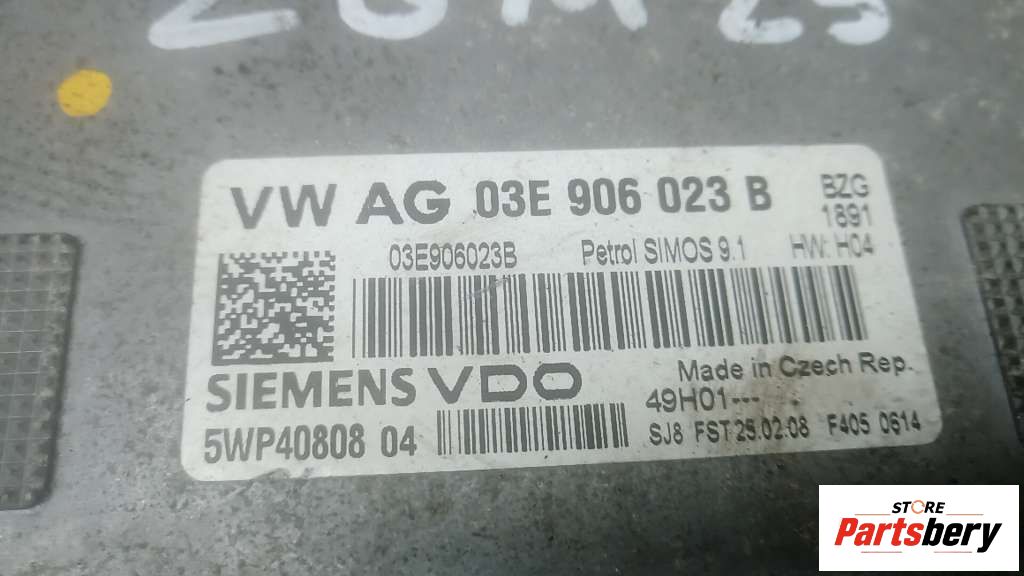 VW AG 03E 906 023 B
BZG
1891
03E906023B Petrol SIMOS 9.1 HW: H04
SIEMENS VDO
Made in Czech Rep.
49H01---
5WP40808 04
SJ8 FST 25.02.08 F405 0614
STORE
Partsbery